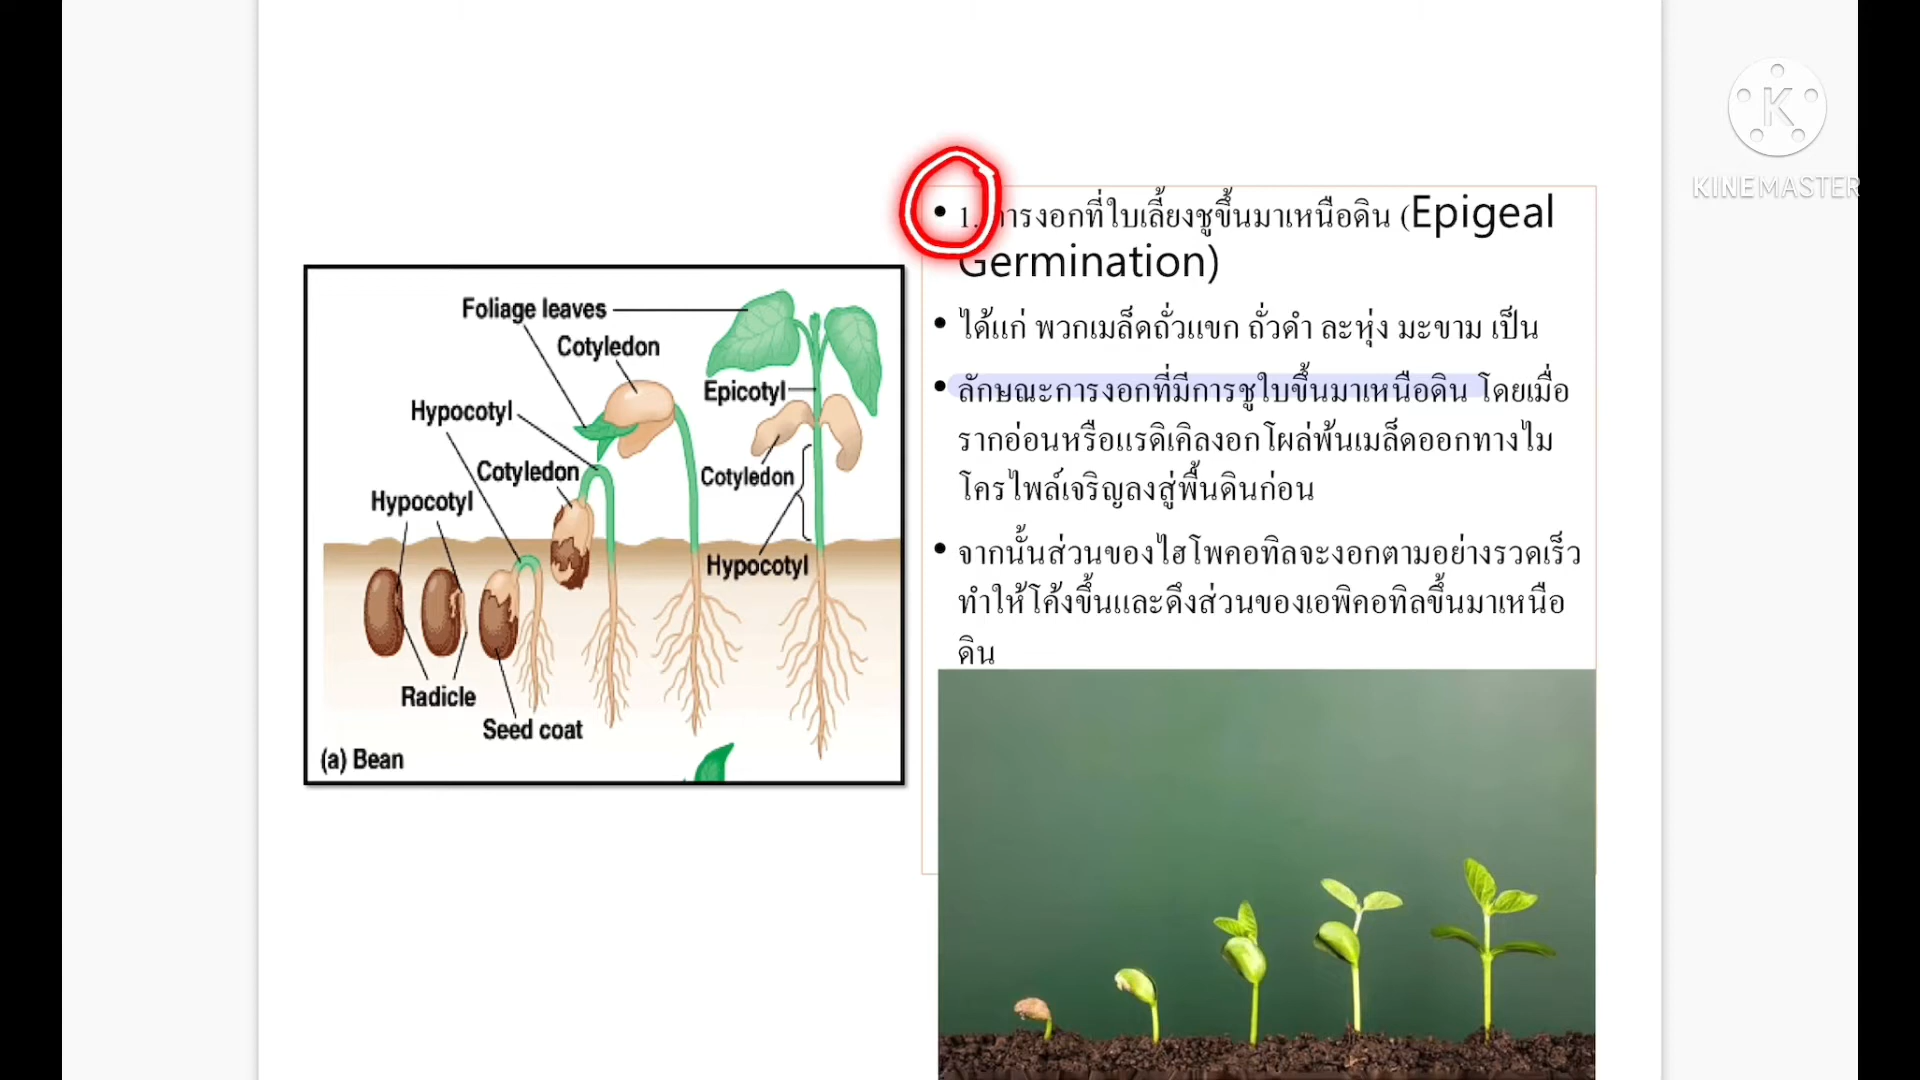 KINEMASTER
• 1. การงอกที่ใบเลี้ยงชูขึ้นมาเหนือดิน (Epigeal
Germination)
• ได้แก่ พวกเมล็ดถั่วแขก ถั่วดำ ละหุ่ง มะขาม เป็น
• ลักษณะการงอกที่มีการชูใบขึ้นมาเหนือดิน โดยเมื่อ
รากอ่อนหรือแรดิเคิลงอกโผล่พ้นเมล็ดออกทางไม
โครไพล์เจริญลงสู่พื้นดินก่อน
• จากนั้นส่วนของไฮโพคอทิลจะงอกตามอย่างรวดเร็ว
ทำให้โค้งขึ้นและดึงส่วนของเอพิคอทิลขึ้นมาเหนือ
ดิน
Foliage leaves
Cotyledon
Epicotyl
Hypocotyl
Cotyledon
Cotyledon
Hypocotyl
Hypocotyl
Radicle
Seed coat
(a) Bean